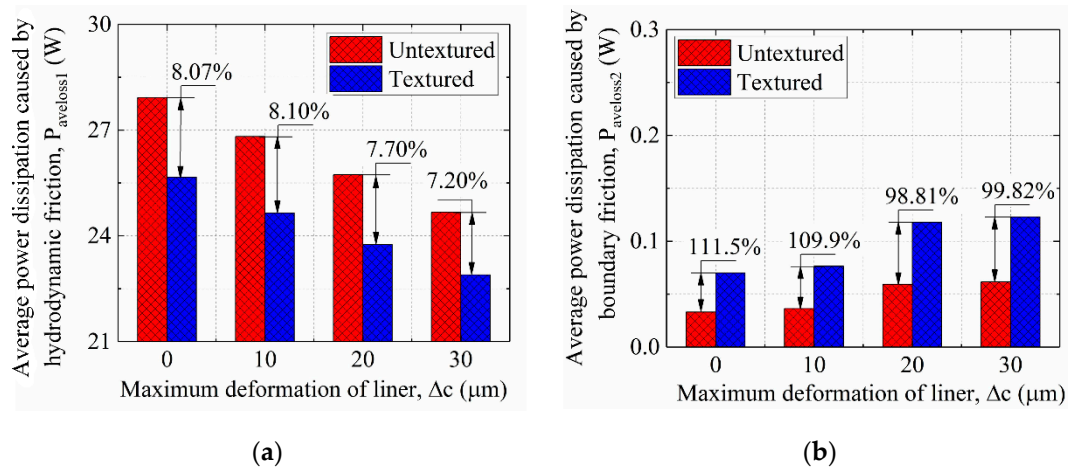 Average power dissipation caused by
hydrodynamic friction, P_aveloss1 (W)
30
27
24
21
Untextured
Textured
8.07%
8.10%
7.70%
7.20%
0 10 20 30
Maximum deformation of liner, Δc (μm)
(a)
Average power dissipation caused by
boundary friction, P_aveloss2 (W)
0.3
0.2
0.1
0.0
Untextured
Textured
111.5%
109.9%
98.81%
99.82%
0 10 20 30
Maximum deformation of liner, Δc (μm)
(b)